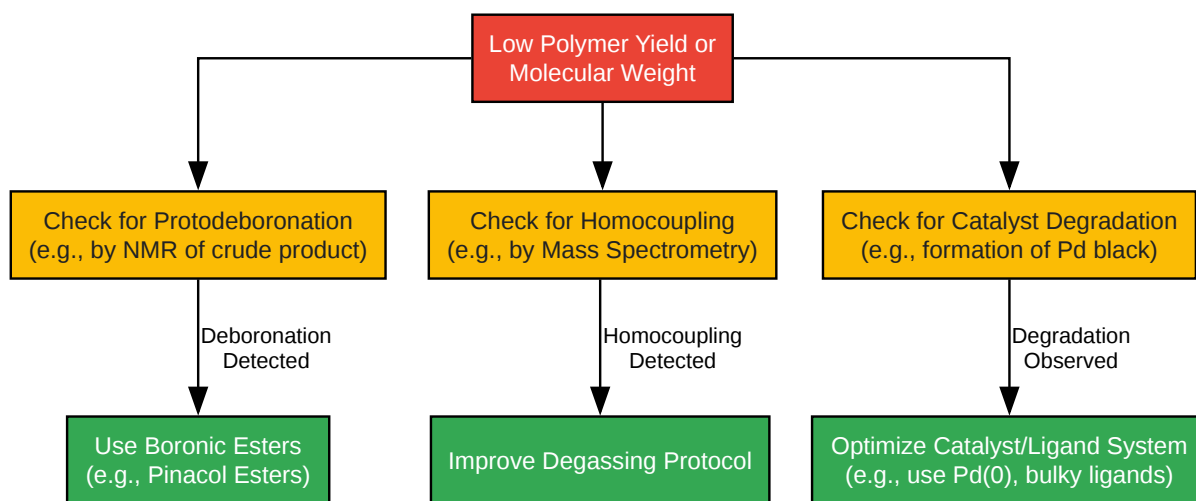 Low Polymer Yield or
Molecular Weight
Check for Protodeboronation
(e.g., by NMR of crude product)
Check for Homocoupling
(e.g., by Mass Spectrometry)
Check for Catalyst Degradation
(e.g., formation of Pd black)
Deboronation
Detected
Homocoupling
Detected
Degradation
Observed
Use Boronic Esters
(e.g., Pinacol Esters)
Improve Degassing Protocol
Optimize Catalyst/Ligand System
(e.g., use Pd(0), bulky ligands)